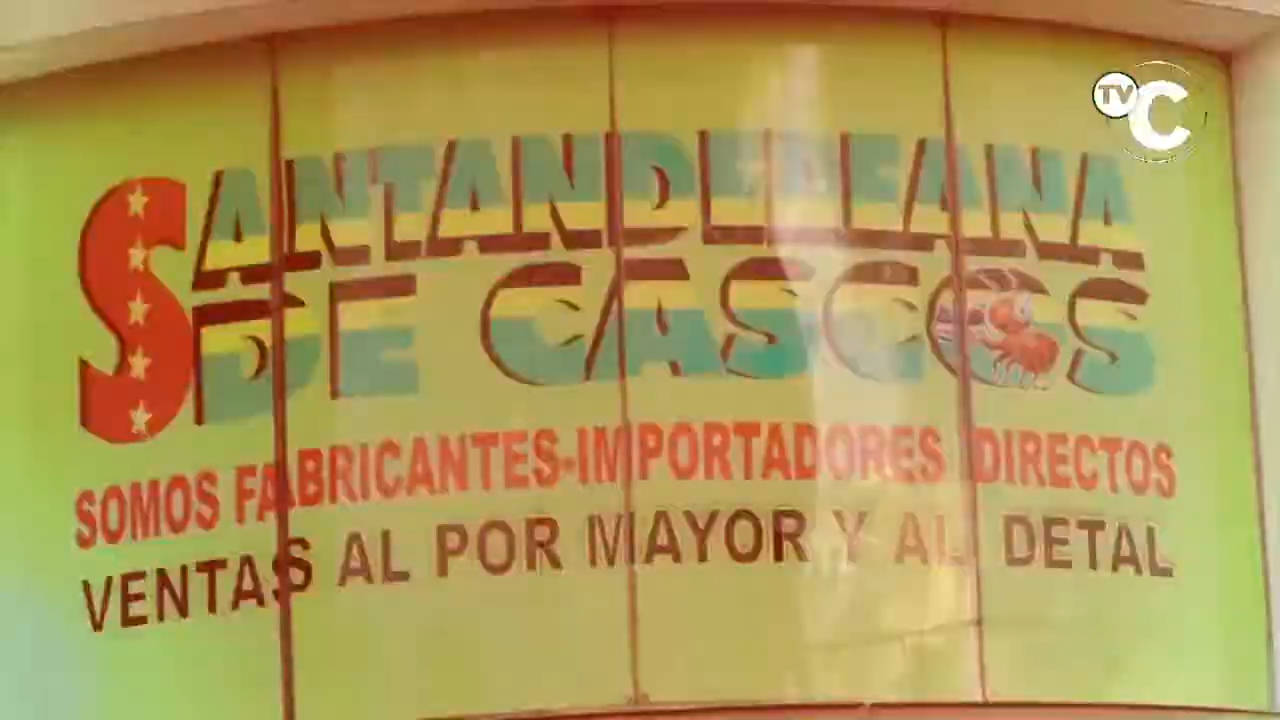 TV C
SANTANDEREANA
DE CASCOS
SOMOS FABRICANTES-IMPORTADORES DIRECTOS
VENTAS AL POR MAYOR Y AL DETAL